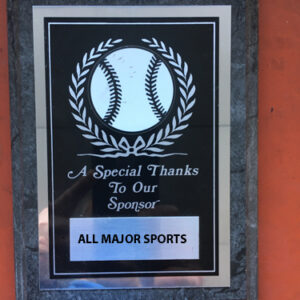 A Special Thanks
To Our
Sponsor
ALL MAJOR SPORTS